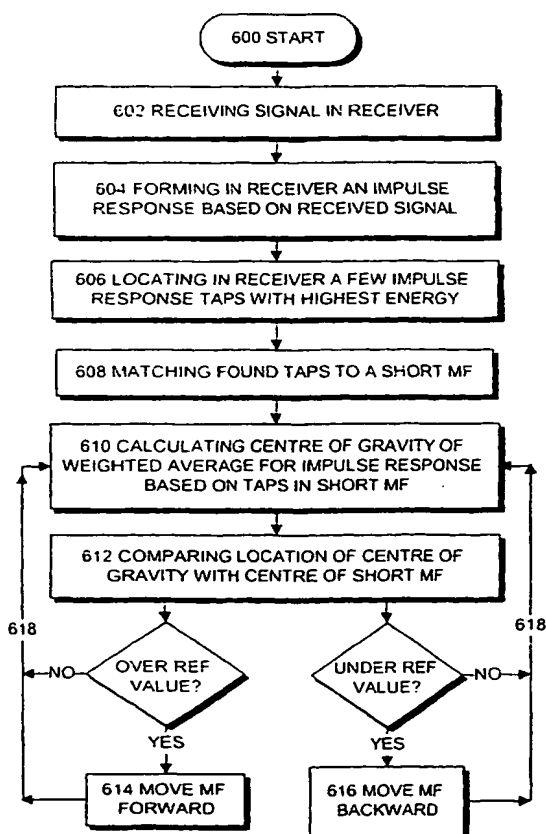 600 START
602 RECEIVING SIGNAL IN RECEIVER
604 FORMING IN RECEIVER AN IMPULSE
RESPONSE BASED ON RECEIVED SIGNAL
606 LOCATING IN RECEIVER A FEW IMPULSE
RESPONSE TAPS WITH HIGHEST ENERGY
608 MATCHING FOUND TAPS TO A SHORT MF
610 CALCULATING CENTRE OF GRAVITY OF
WEIGHTED AVERAGE FOR IMPULSE RESPONSE
BASED ON TAPS IN SHORT MF
612 COMPARING LOCATION OF CENTRE OF
GRAVITY WITH CENTRE OF SHORT MF
618
618
NO
OVER REF
VALUE?
UNDER REF
VALUE?
NO
YES
YES
614 MOVE MF
FORWARD
616 MOVE MF
BACKWARD